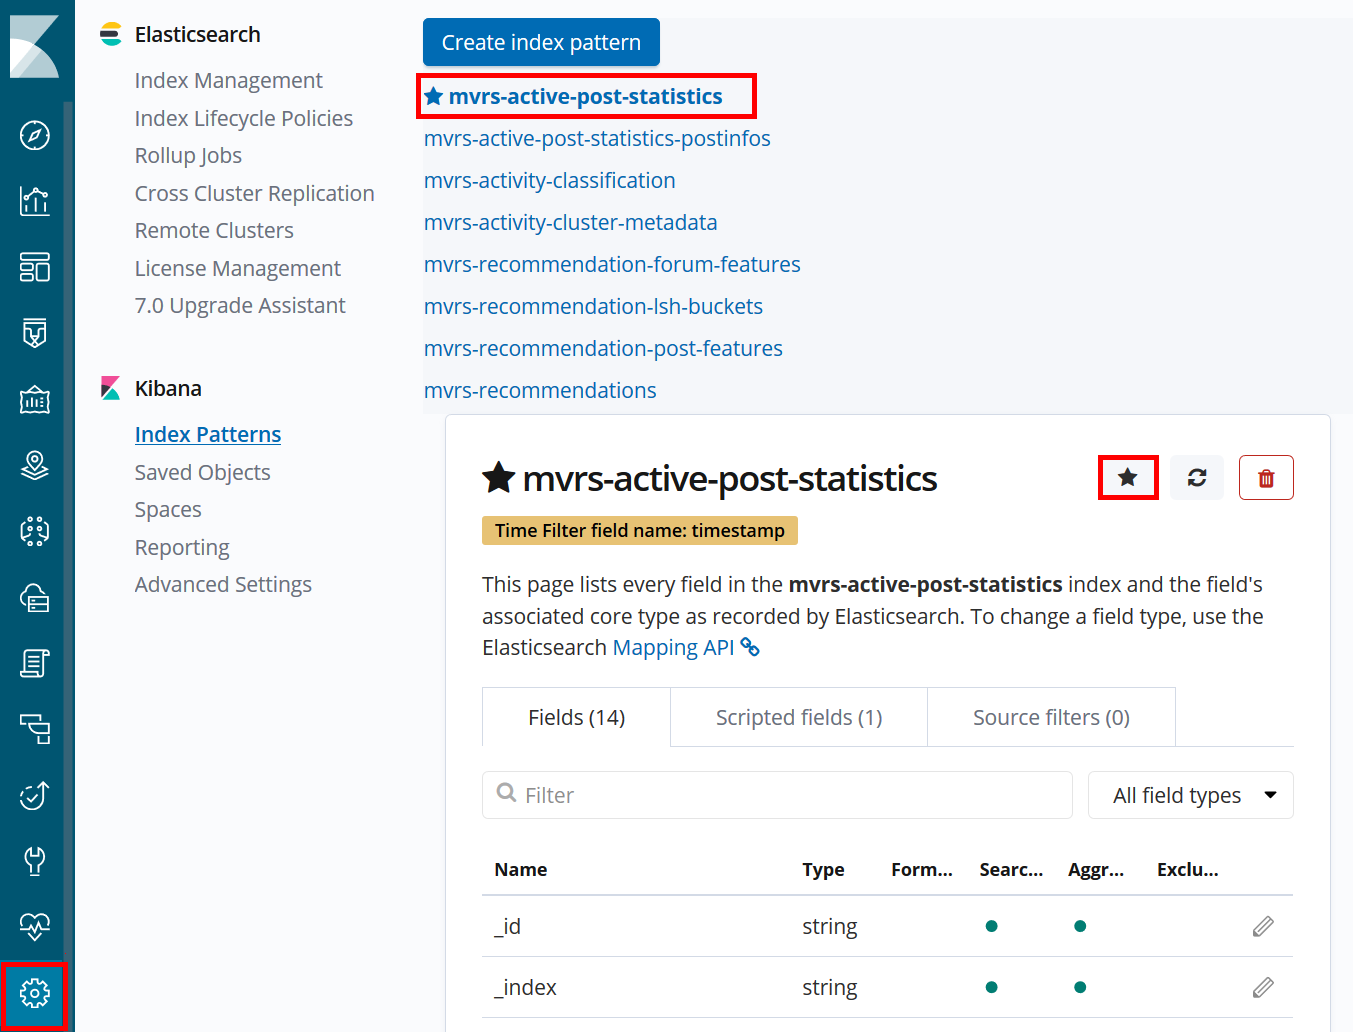 Elasticsearch
Index Management
Index Lifecycle Policies
Rollup Jobs
Cross Cluster Replication
Remote Clusters
License Management
7.0 Upgrade Assistant
Kibana
Index Patterns
Saved Objects
Spaces
Reporting
Advanced Settings
Create index pattern
mvrs-active-post-statistics
mvrs-active-post-statistics-postinfos
mvrs-activity-classification
mvrs-activity-cluster-metadata
mvrs-recommendation-forum-features
mvrs-recommendation-lsh-buckets
mvrs-recommendation-post-features
mvrs-recommendations
mvrs-active-post-statistics
Time Filter field name: timestamp
This page lists every field in the mvrs-active-post-statistics index and the field's
associated core type as recorded by Elasticsearch. To change a field type, use the
Elasticsearch Mapping API
Fields (14) Scripted fields (1) Source filters (0)
Filter All field types
Name Type Form... Searc... Aggr... Exclu...
_id string
_index string